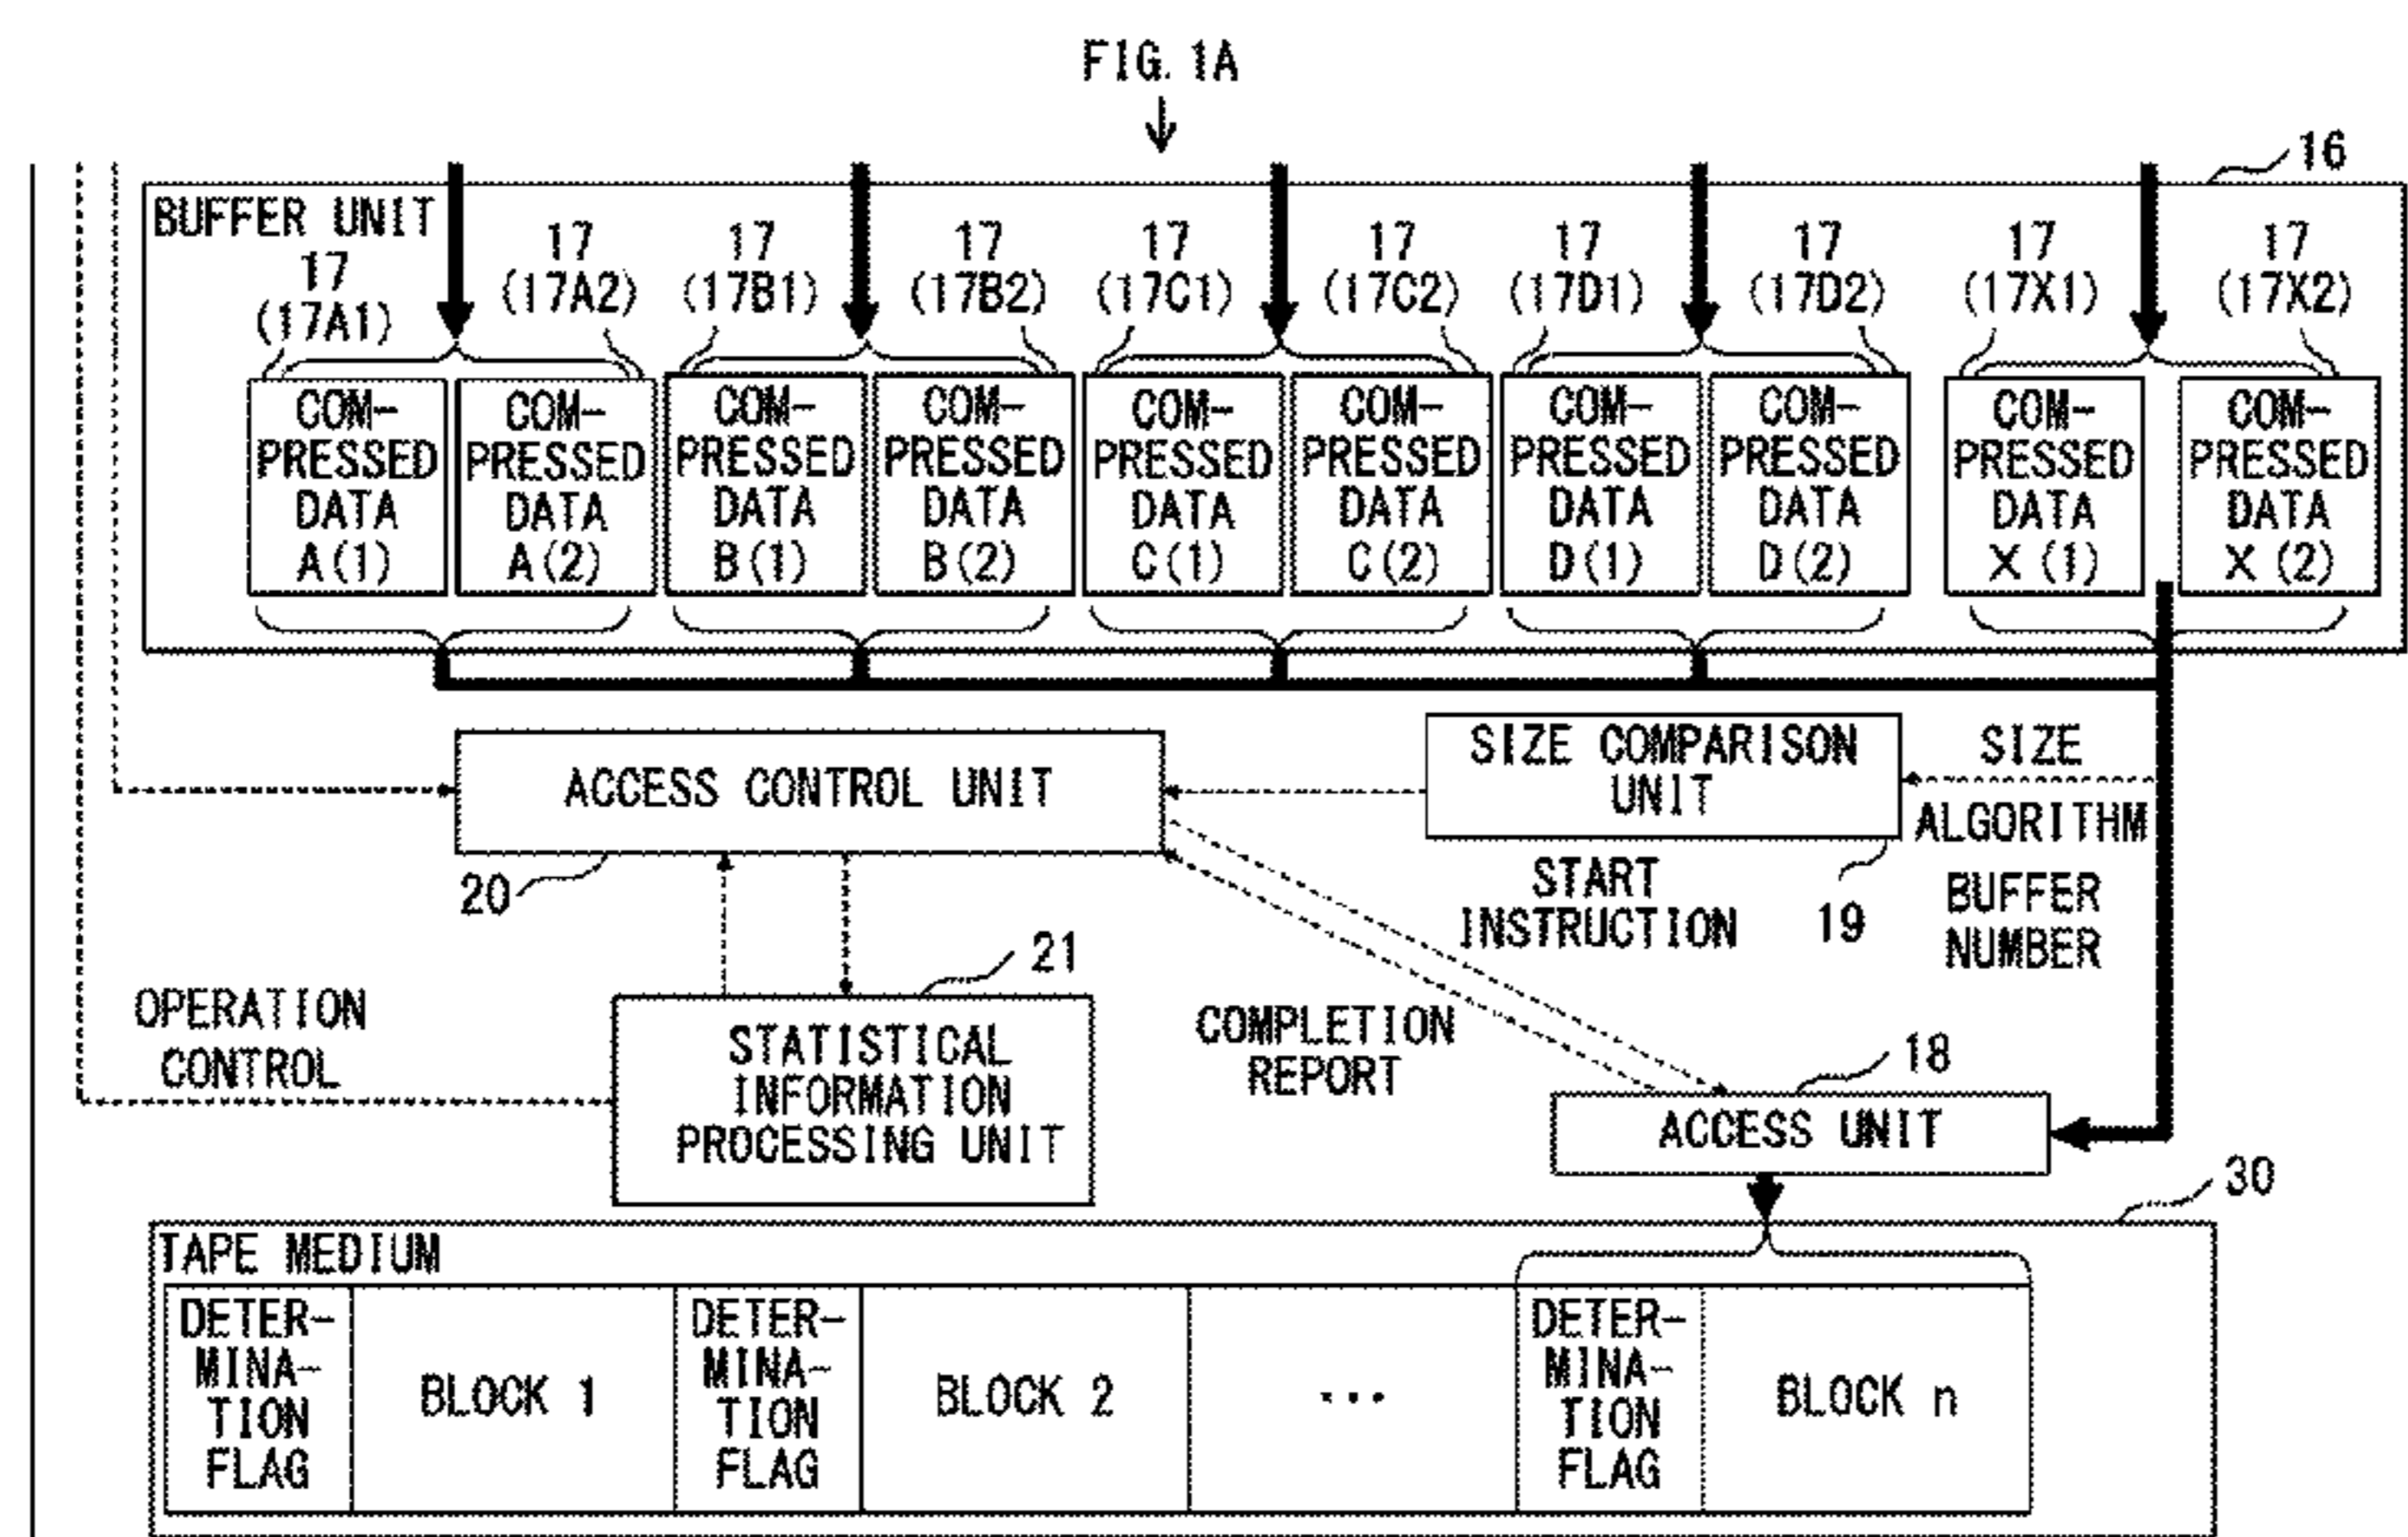 FIG. 1A
16
BUFFER UNIT
17
(17A1)
17
(17A2)
17
(17B1)
17
(17B2)
17
(17C1)
17
(17C2)
17
(17D1)
17
(17D2)
17
(17X1)
17
(17X2)
COM-
PRESSED
DATA
A(1)
COM-
PRESSED
DATA
A(2)
COM-
PRESSED
DATA
B(1)
COM-
PRESSED
DATA
B(2)
COM-
PRESSED
DATA
C(1)
COM-
PRESSED
DATA
C(2)
COM-
PRESSED
DATA
D(1)
COM-
PRESSED
DATA
D(2)
COM-
PRESSED
DATA
X(1)
COM-
PRESSED
DATA
X(2)
ACCESS CONTROL UNIT
20
SIZE COMPARISON
UNIT
19
SIZE
ALGORITHM
BUFFER
NUMBER
START
INSTRUCTION
21
OPERATION
CONTROL
STATISTICAL
INFORMATION
PROCESSING UNIT
COMPLETION
REPORT
18
ACCESS UNIT
30
TAPE MEDIUM
DETER-
MINA-
TION
FLAG
BLOCK 1
DETER-
MINA-
TION
FLAG
BLOCK 2
...
DETER-
MINA-
TION
FLAG
BLOCK n